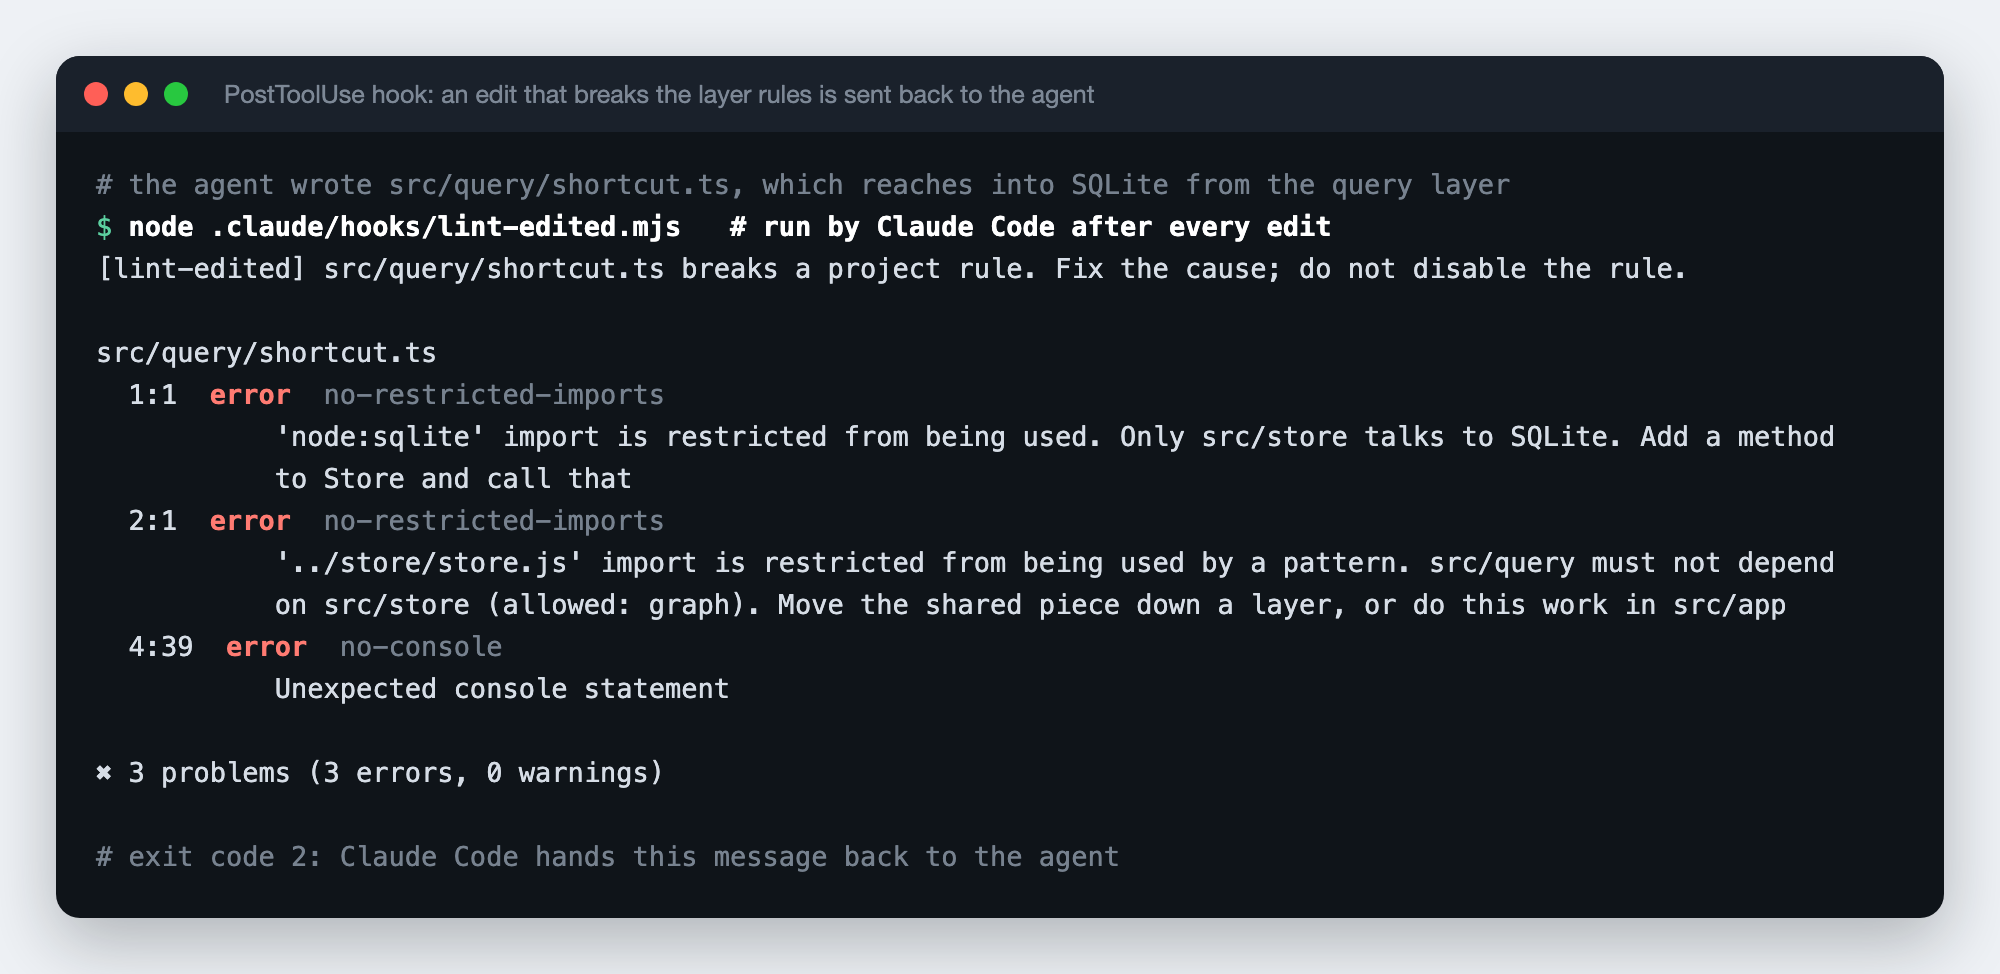 PostToolUse hook: an edit that breaks the layer rules is sent back to the agent
# the agent wrote src/query/shortcut.ts, which reaches into SQLite from the query layer
$ node .claude/hooks/lint-edited.mjs   # run by Claude Code after every edit
[lint-edited] src/query/shortcut.ts breaks a project rule. Fix the cause; do not disable the rule.
src/query/shortcut.ts
1:1  error  no-restricted-imports
'node:sqlite' import is restricted from being used. Only src/store talks to SQLite. Add a method
to Store and call that
2:1  error  no-restricted-imports
'../store/store.js' import is restricted from being used by a pattern. src/query must not depend
on src/store (allowed: graph). Move the shared piece down a layer, or do this work in src/app
4:39  error  no-console
Unexpected console statement
✖ 3 problems (3 errors, 0 warnings)
# exit code 2: Claude Code hands this message back to the agent